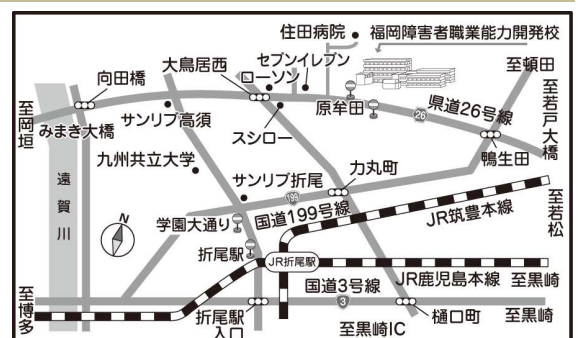 住田病院
福岡障害者職業能力開発校
大鳥居西
セブンイレブン
ローソン
至頓田
向田橋
至岡垣
みまき大橋
サンリブ高須
スシロー
原牟田
26
県道26号線
至若戸大橋
九州共立大学
力丸町
鴨生田
遠賀川
サンリブ折尾
199
国道199号線
学園大通り
JR筑豊本線
至若松
N
折尾駅
JR折尾駅
JR鹿児島本線
至黒崎
国道3号線
至博多
3
折尾駅入口
樋口町
至黒崎
至黒崎IC